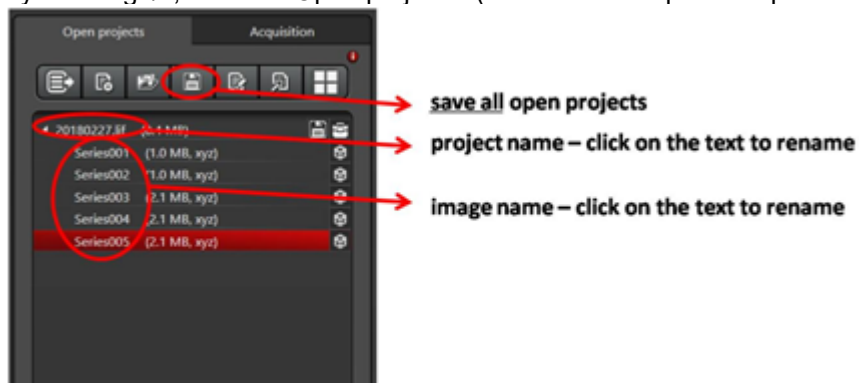 Open projects Acquisition
save all open projects
20180227.lif
project name – click on the text to rename
Series001 (1.0 MB, xyz)
Series002 (1.0 MB, xyz)
Series003 (2.1 MB, xyz)
image name – click on the text to rename
Series004 (2.1 MB, xyz)
Series005 (2.1 MB, xyz)